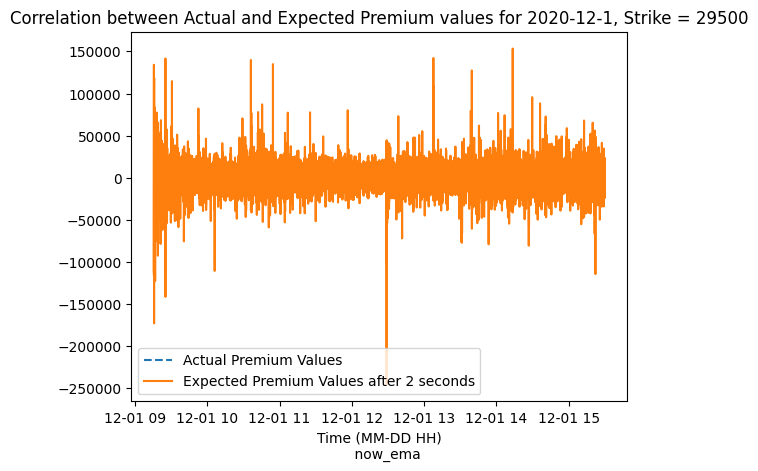 Correlation between Actual and Expected Premium values for 2020-12-1, Strike = 29500
150000
100000
50000
0
−50000
−100000
−150000
−200000
−250000
Actual Premium Values
Expected Premium Values after 2 seconds
12-01 09 12-01 10 12-01 11 12-01 12 12-01 13 12-01 14 12-01 15
Time (MM-DD HH)
now_ema